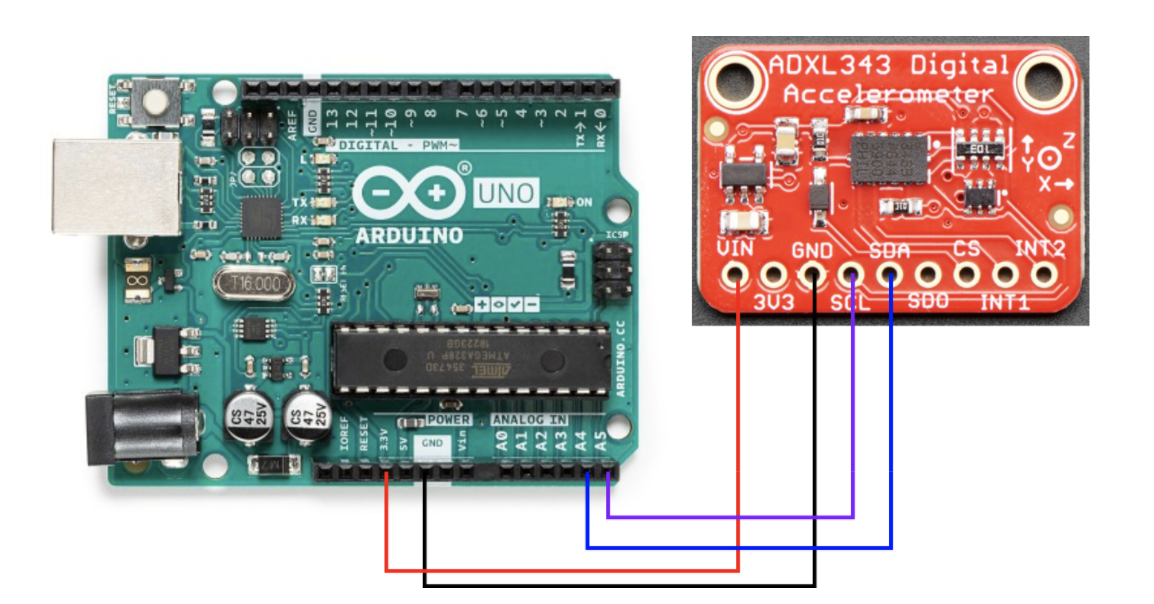 RESET
AREF
GND
13
12
~11
~10
~9
8
7
~6
~5
4
~3
2
TX→1
RX←0
DIGITAL - PWM~
L
TX
RX
ON
®
UNO
ARDUINO
ICSP
T16.000
ATMEL
ATMEGA328P U
35473D
ARDUINO.CC
CS
47
25V
CS
47
25V
IOREF
RESET
3.3V
5V
GND
Vin
POWER
ANALOG IN
A0
A1
A2
A3
A4
A5
ADXL343 Digital
Accelerometer
Z
Y
X→
VIN
GND
SDA
CS
INT2
3V3
SCL
SDO
INT1